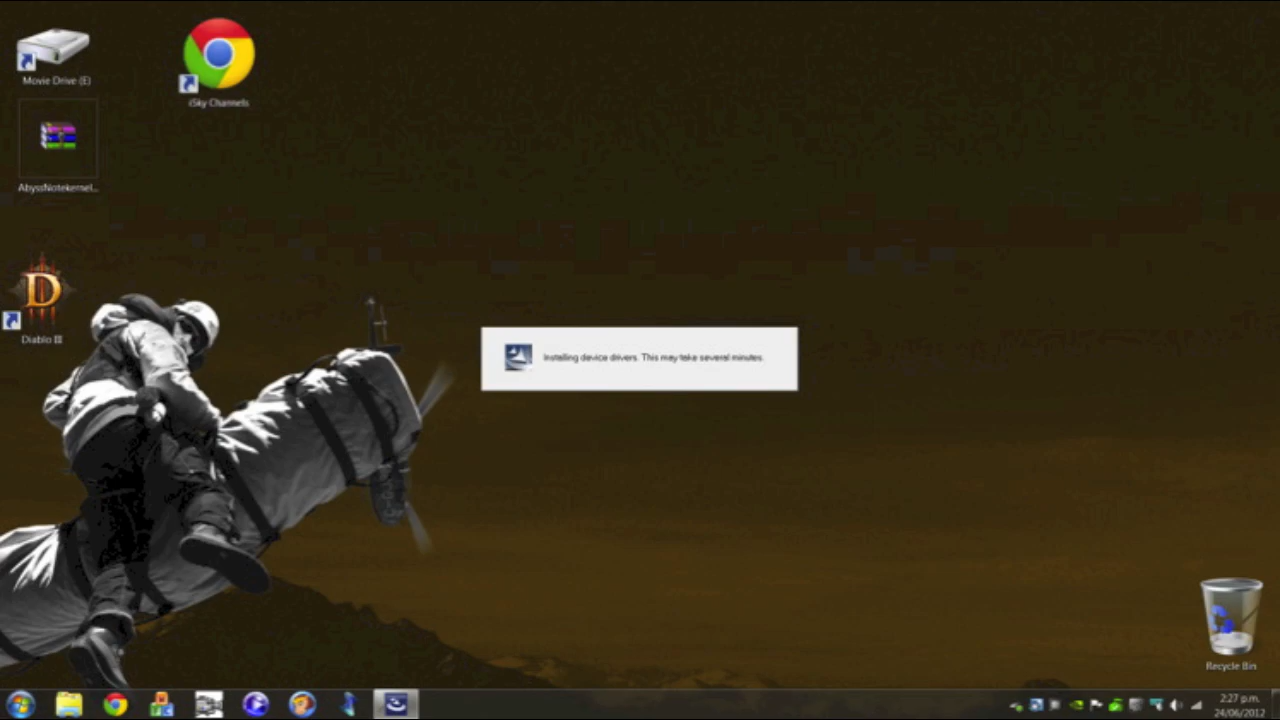 Movie Drive (E)
iSky Channels
AbyssNotekernel...
Diablo III
Installing device drivers. This may take several minutes.
Recycle Bin
2:27 p.m.
24/06/2012